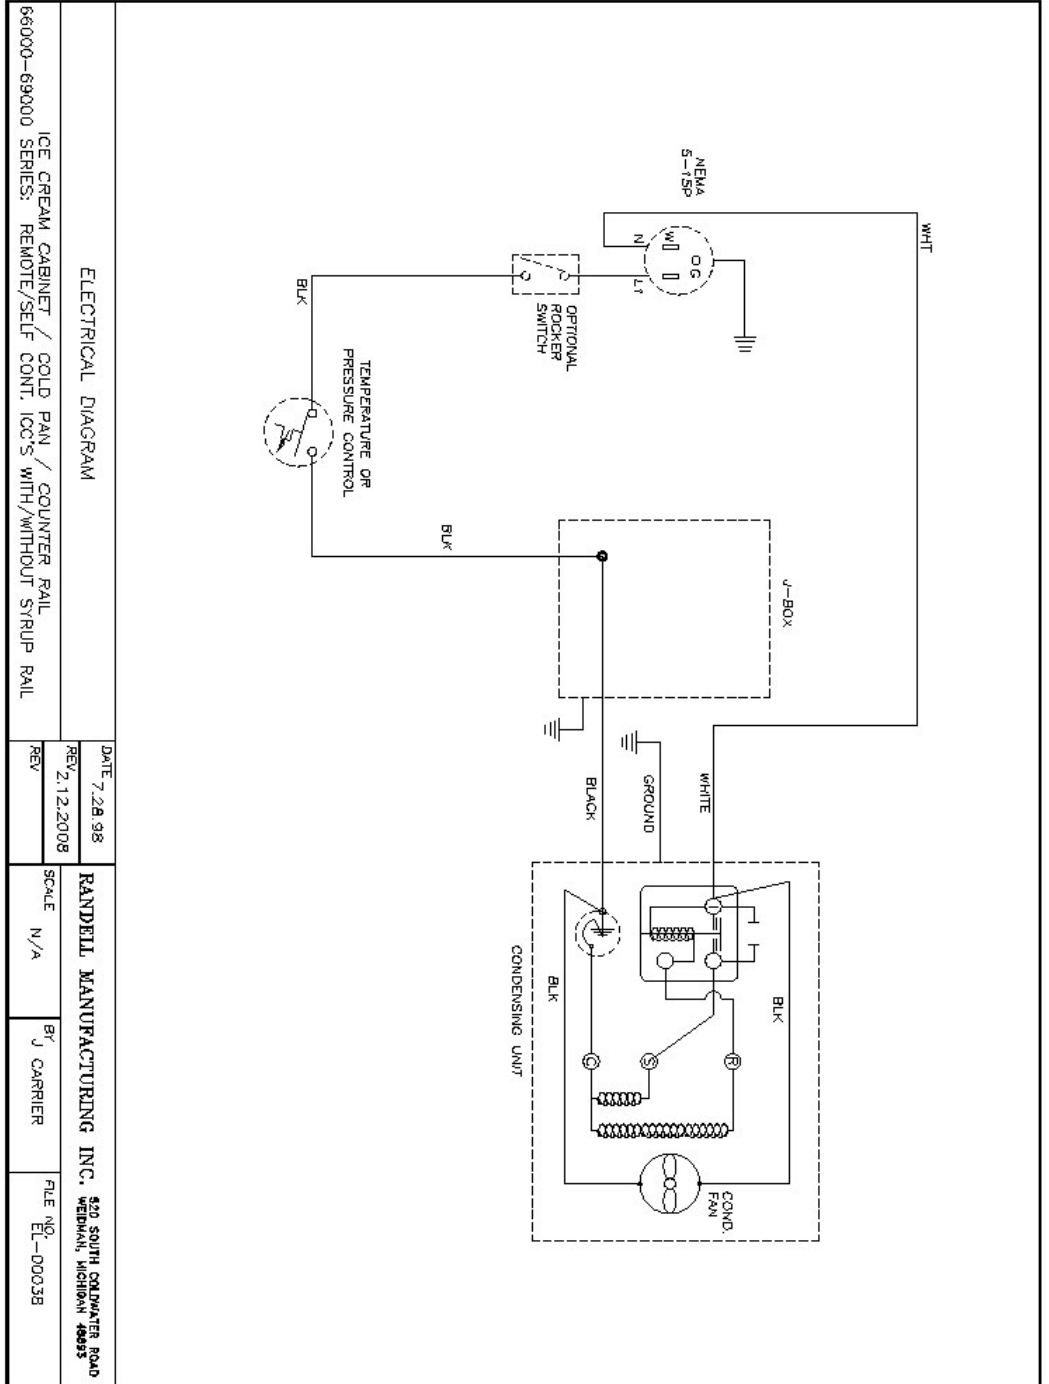 NEMA
5-15P
N
W
G
L1
WHT
OPTIONAL
ROCKER
SWITCH
BLK
TEMPERATURE OR
PRESSURE CONTROL
BLK
J-BOX
WHITE
GROUND
BLACK
BLK
BLK
CONDENSING UNIT
C
S
R
COND.
FAN
ELECTRICAL DIAGRAM
ICE CREAM CABINET / COLD PAN / COUNTER RAIL
66000-69000 SERIES: REMOTE/SELF CONT. ICC'S WITH/WITHOUT SYRUP RAIL
DATE 7.28.98
REV 2.12.2008
REV
RANDELL MANUFACTURING INC.
520 SOUTH COLDWATER ROAD
WEIDMAN, MICHIGAN 48893
SCALE N/A
BY J CARRIER
FILE NO. EL-D0038